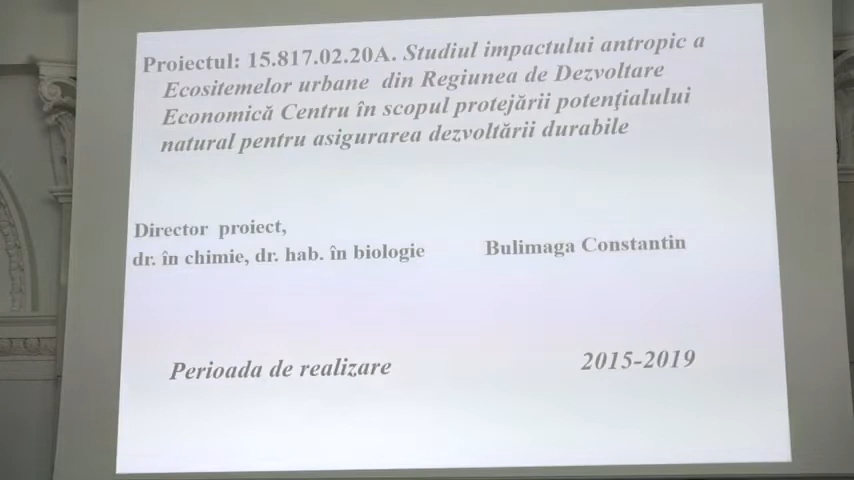 Proiectul: 15.817.02.20A. Studiul impactului antropic a
Ecositemelor urbane din Regiunea de Dezvoltare
Economică Centru în scopul protejării potenţialului
natural pentru asigurarea dezvoltării durabile
Director proiect,
dr. în chimie, dr. hab. în biologie Bulimaga Constantin
Perioada de realizare 2015-2019